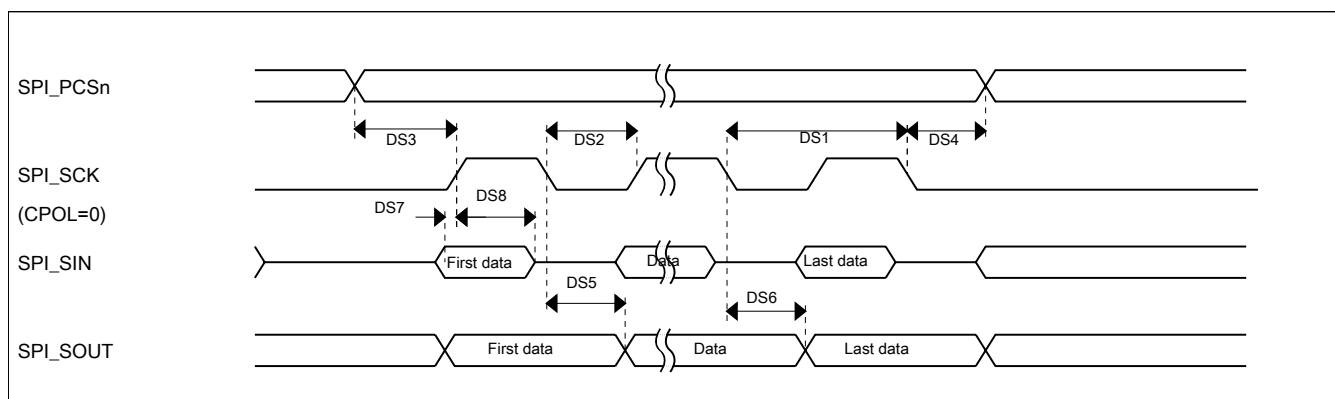 SPI_PCSn
DS3
DS2
DS1
DS4
SPI_SCK
(CPOL=0)
DS7
DS8
SPI_SIN
First data
Data
Last data
DS5
DS6
SPI_SOUT
First data
Data
Last data